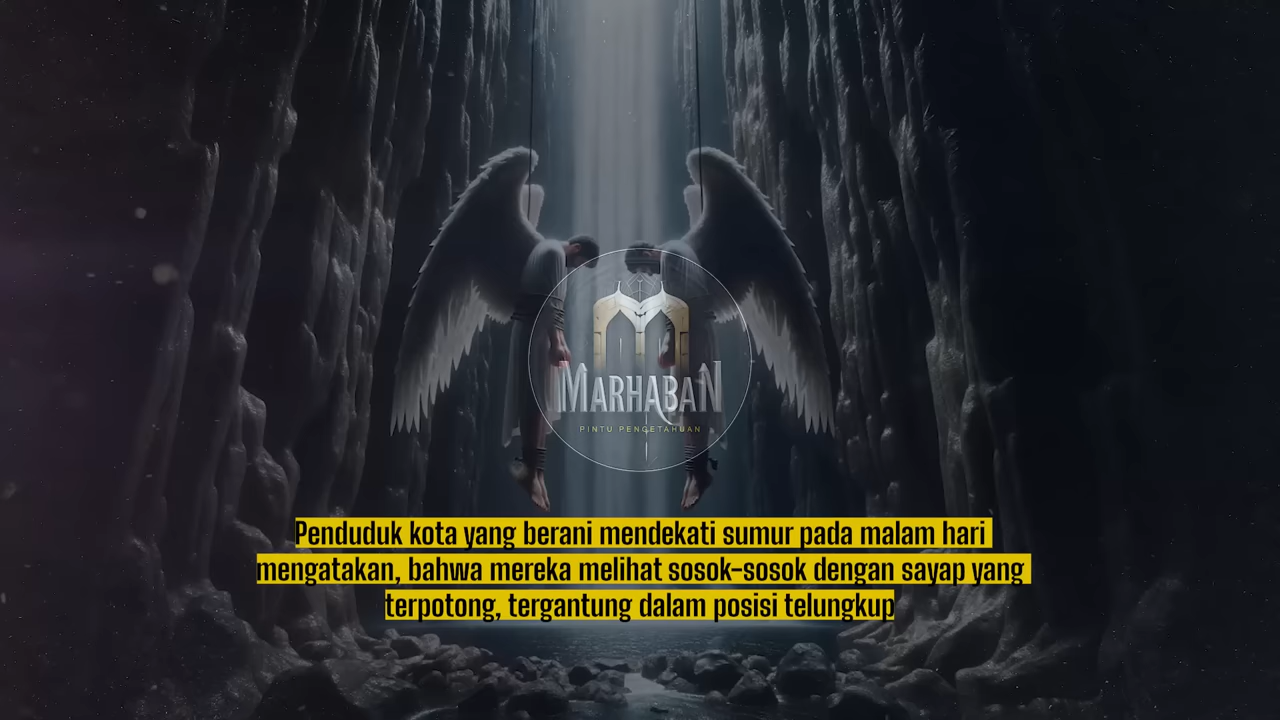 MARHABAN
PINTU PENGETAHUAN
Penduduk kota yang berani mendekati sumur pada malam hari
mengatakan, bahwa mereka melihat sosok-sosok dengan sayap yang
terpotong, tergantung dalam posisi telungkup